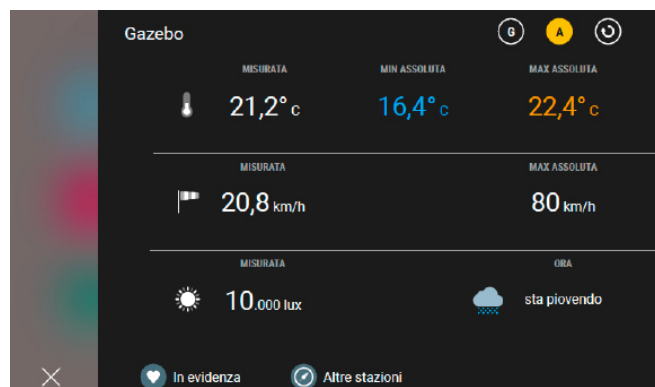 Gazebo G A
MISURATA MIN ASSOLUTA MAX ASSOLUTA
21,2° c 16,4° c 22,4° c
MISURATA MAX ASSOLUTA
20,8 km/h 80 km/h
MISURATA ORA
10.000 lux sta piovendo
In evidenza Altre stazioni